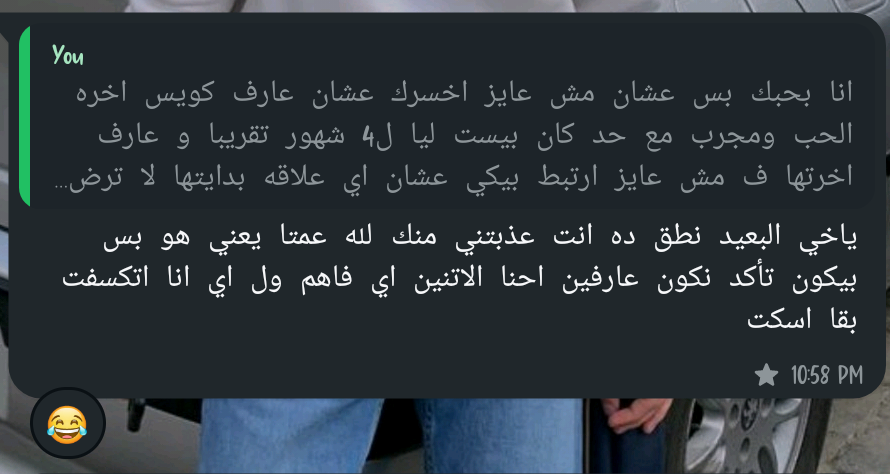 You
انا بحبك بس عشان مش عايز اخسرك عشان عارف كويس اخره
الحب ومجرب مع حد كان بيست ليا ل4 شهور تقريبا و عارف
اخرتها ف مش عايز ارتبط بيكي عشان اي علاقه بدايتها لا ترض...
ياخي البعيد نطق ده انت عذبتني منك لله عمتا يعني هو بس
بيكون تأكد نكون عارفين احنا الاتنين اي فاهم ول اي انا اتكسفت
بقا اسكت
10:58 PM